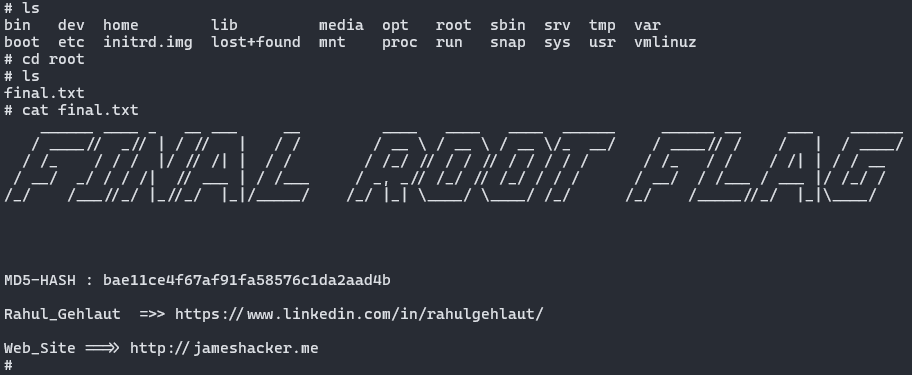 # ls
bin   dev  home        lib         media  opt   root  sbin  srv  tmp  var
boot  etc  initrd.img  lost+found  mnt    proc  run   snap  sys  usr  vmlinuz
# cd root
# ls
final.txt
# cat final.txt
FINAL ROOT FLAG
MD5-HASH : bae11ce4f67af91fa58576c1da2aad4b
Rahul_Gehlaut  =>> https://www.linkedin.com/in/rahulgehlaut/
Web_Site ===>> http://jameshacker.me
#